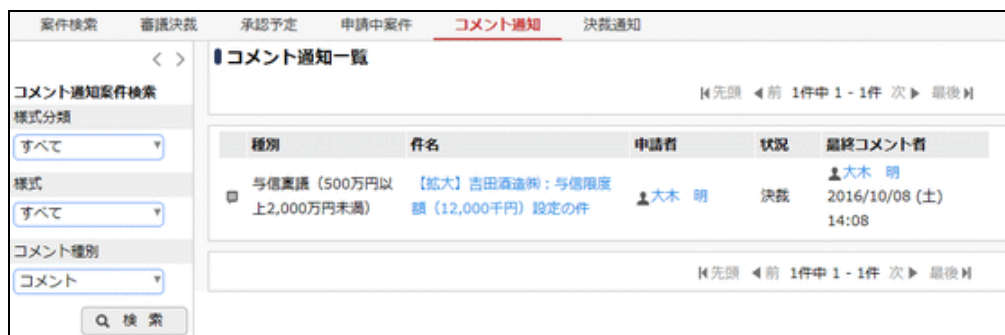 案件検索 審議決裁 承認予定 申請中案件 コメント通知 決裁通知
< >
コメント通知案件検索
様式分類
すべて
様式
すべて
コメント種別
コメント
検 索
コメント通知一覧
先頭 前 1件中 1 - 1件 次 最後
種別 件名 申請者 状況 最終コメント者
与信稟議（500万円以 【拡大】吉田酒造㈱：与信限度 大木 明 決裁 大木 明
上2,000万円未満） 額（12,000千円）設定の件 2016/10/08 (土)
14:08
先頭 前 1件中 1 - 1件 次 最後